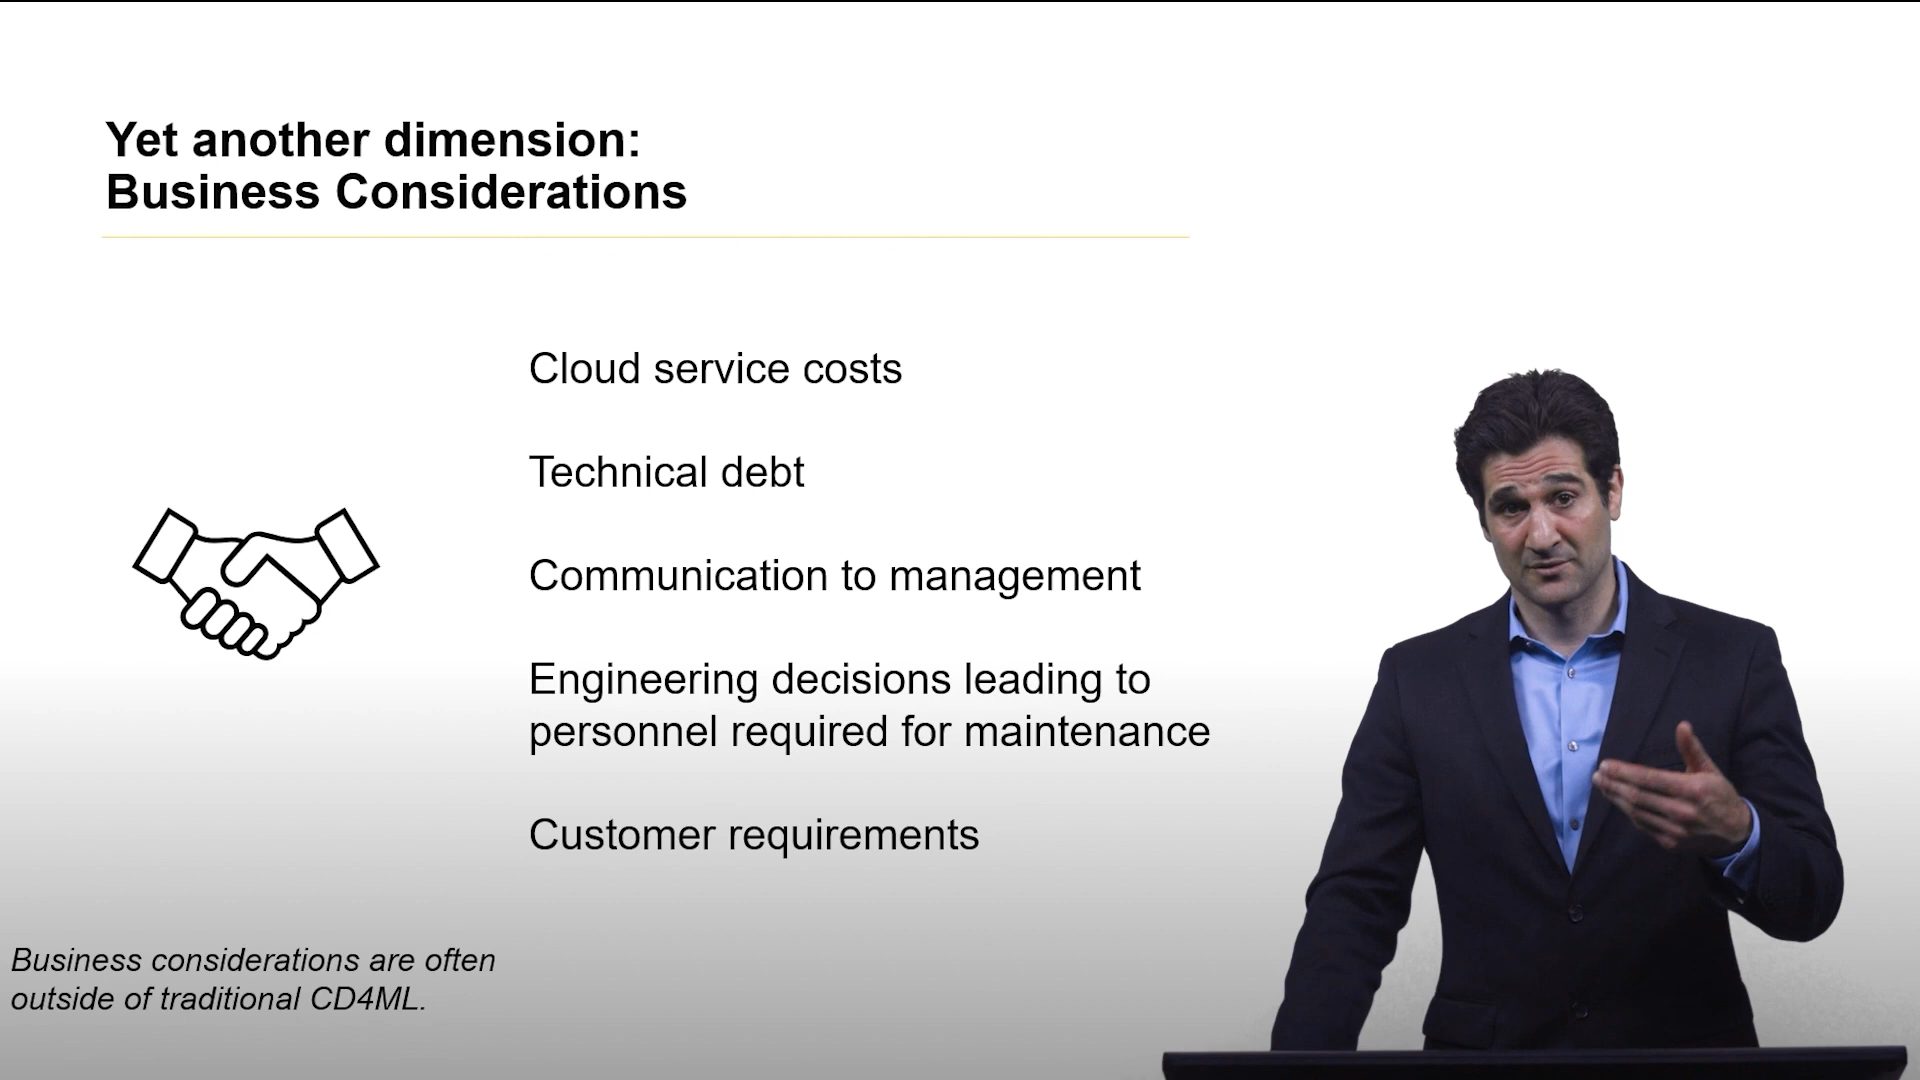 Yet another dimension:
Business Considerations
Cloud service costs
Technical debt
Communication to management
Engineering decisions leading to
personnel required for maintenance
Customer requirements
Business considerations are often
outside of traditional CD4ML.